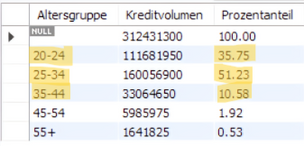 Altersgruppe Kreditvolumen Prozentanteil
NULL 312431300 100.00
20-24 111681950 35.75
25-34 160056900 51.23
35-44 33064650 10.58
45-54 5985975 1.92
55+ 1641825 0.53